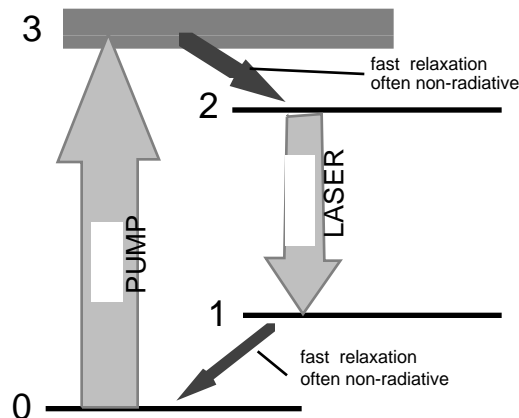 3
fast relaxation
often non-radiative
2
PUMP
LASER
1
fast relaxation
often non-radiative
0